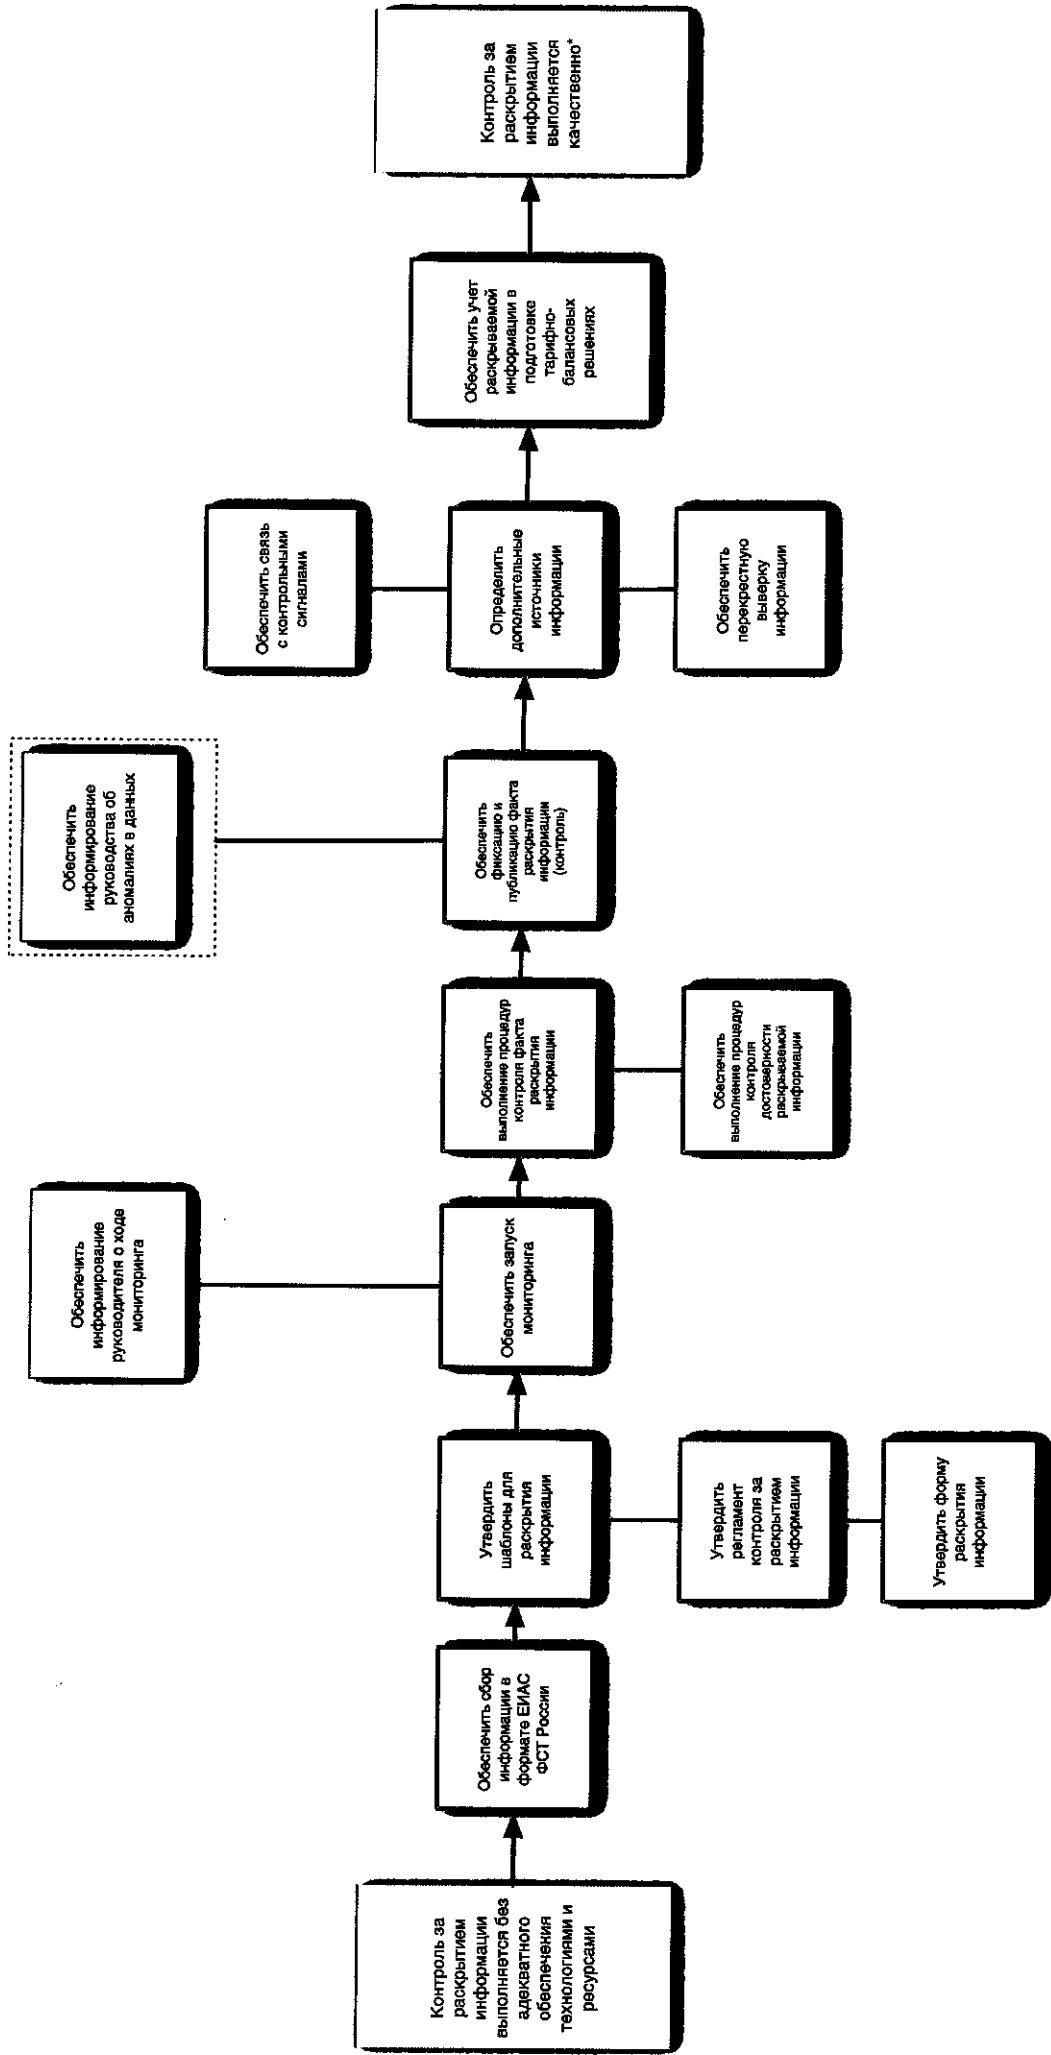 Контроль за
раскрытием
информации
выполняется без
адекватного
обеспечения
технологиями и
ресурсами
Обеспечить сбор
информации в
формате ЕИАС
ФСТ России
Утвердить
шаблоны для
раскрытия
информации
Утвердить
регламент
контроля за
раскрытием
информации
Утвердить форму
раскрытия
информации
Обеспечить
информирование
руководителя о ходе
мониторинга
Обеспечить запуск
мониторинга
Обеспечить
выполнение процедур
контроля факта
раскрытия
информации
Обеспечить
выполнение процедур
контроля
достоверности
раскрываемой
информации
Обеспечить
информирование
руководства об
аномалиях в данных
Обеспечить
фиксацию и
публикацию факта
раскрытия
информации
(контроль)
Обеспечить связь
с контрольными
сигналами
Определить
дополнительные
источники
информации
Обеспечить
перекрестную
выверку
информации
Обеспечить учет
раскрываемой
информации в
подготовке
тарифно-
балансовых
решениях
Контроль за
раскрытием
информации
выполняется
качественно*